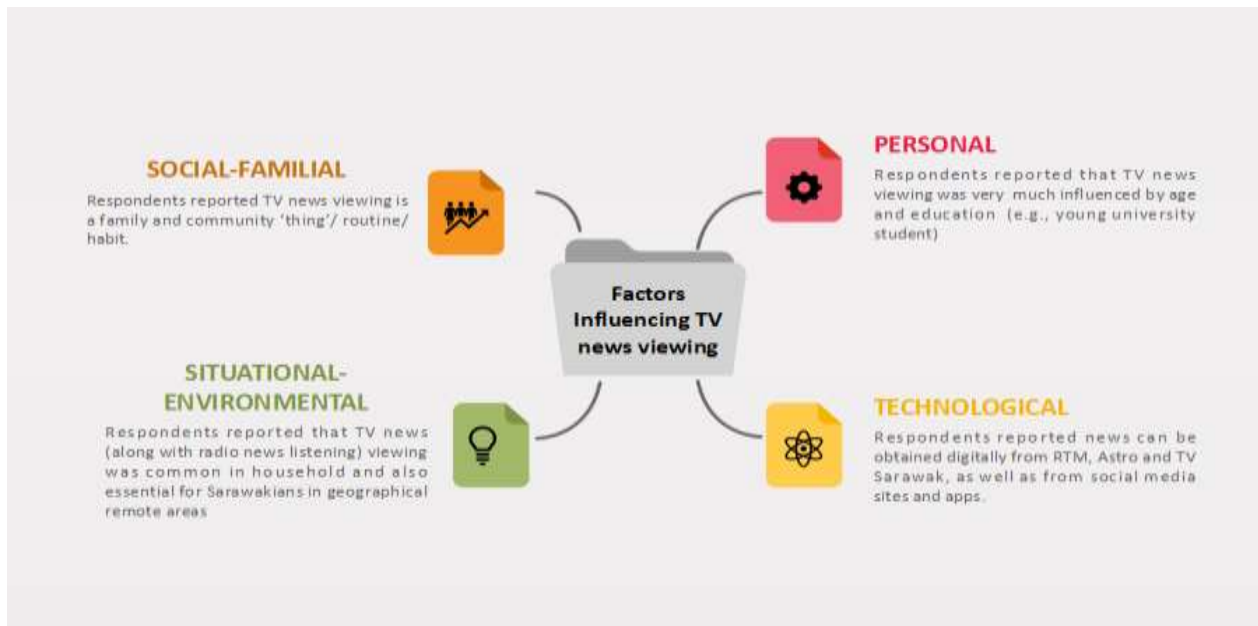 SOCIAL-FAMILIAL
Respondents reported TV news viewing is
a family and community ‘thing’/ routine/
habit.
PERSONAL
Respondents reported that TV news
viewing was very much influenced by age
and education (e.g., young university
student)
Factors
Influencing TV
news viewing
SITUATIONAL-
ENVIRONMENTAL
Respondents reported that TV news
(along with radio news listening) viewing
was common in household and also
essential for Sarawakians in geographical
remote areas
TECHNOLOGICAL
Respondents reported news can be
obtained digitally from RTM, Astro and TV
Sarawak, as well as from social media
sites and apps.